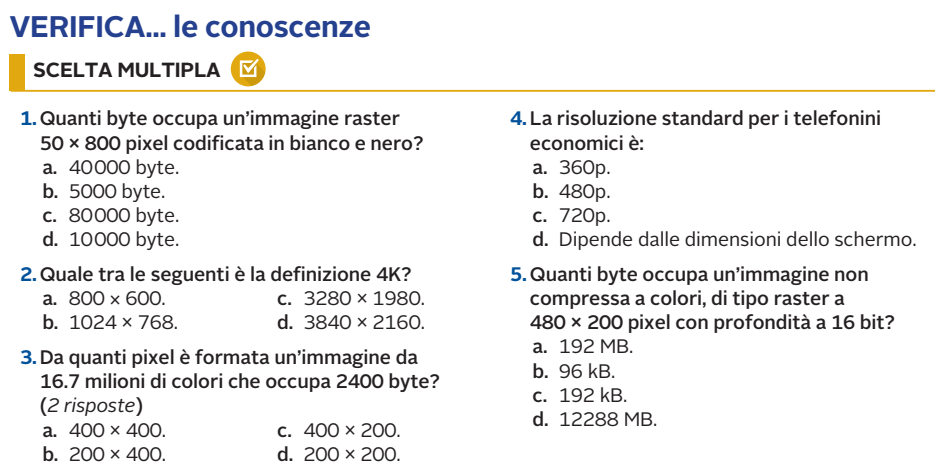 VERIFICA... le conoscenze
SCELTA MULTIPLA
1. Quanti byte occupa un'immagine raster
50 × 800 pixel codificata in bianco e nero?
a. 40000 byte.
b. 5000 byte.
c. 80000 byte.
d. 10000 byte.
2. Quale tra le seguenti è la definizione 4K?
a. 800 × 600.
b. 1024 × 768.
c. 3280 × 1980.
d. 3840 × 2160.
3. Da quanti pixel è formata un'immagine da
16.7 milioni di colori che occupa 2400 byte?
(2 risposte)
a. 400 × 400.
b. 200 × 400.
c. 400 × 200.
d. 200 × 200.
4. La risoluzione standard per i telefonini
economici è:
a. 360p.
b. 480p.
c. 720p.
d. Dipende dalle dimensioni dello schermo.
5. Quanti byte occupa un'immagine non
compressa a colori, di tipo raster a
480 × 200 pixel con profondità a 16 bit?
a. 192 MB.
b. 96 kB.
c. 192 kB.
d. 12288 MB.